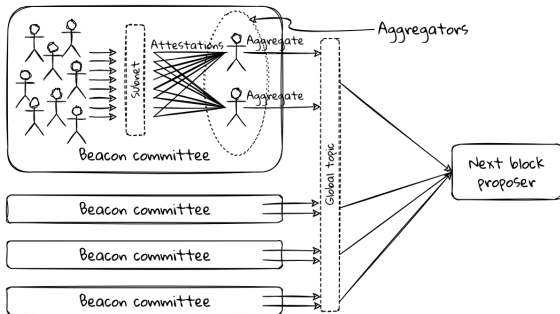 Aggregators
Attestations
Aggregate
Subnet
Aggregate
Beacon committee
Global topic
Next block
proposer
Beacon committee
Beacon committee
Beacon committee